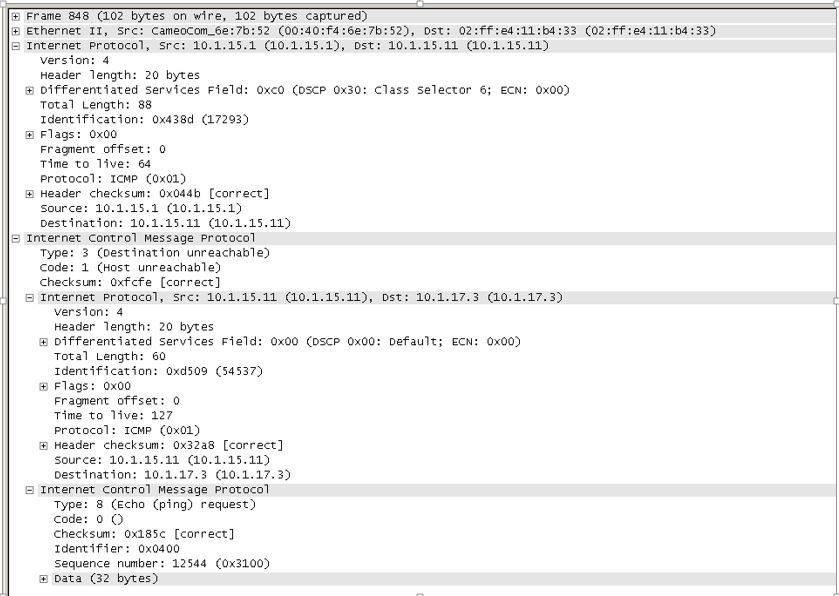 Frame 848 (102 bytes on wire, 102 bytes captured)
Ethernet II, Src: CameoCom_6e:7b:52 (00:40:f4:6e:7b:52), Dst: 02:ff:e4:11:b4:33 (02:ff:e4:11:b4:33)
Internet Protocol, Src: 10.1.15.1 (10.1.15.1), Dst: 10.1.15.11 (10.1.15.11)
Version: 4
Header length: 20 bytes
Differentiated Services Field: 0xc0 (DSCP 0x30: Class Selector 6; ECN: 0x00)
Total Length: 88
Identification: 0x438d (17293)
Flags: 0x00
Fragment offset: 0
Time to live: 64
Protocol: ICMP (0x01)
Header checksum: 0x044b [correct]
Source: 10.1.15.1 (10.1.15.1)
Destination: 10.1.15.11 (10.1.15.11)
Internet Control Message Protocol
Type: 3 (Destination unreachable)
Code: 1 (Host unreachable)
Checksum: 0xfcfe [correct]
Internet Protocol, Src: 10.1.15.11 (10.1.15.11), Dst: 10.1.17.3 (10.1.17.3)
Version: 4
Header length: 20 bytes
Differentiated Services Field: 0x00 (DSCP 0x00: Default; ECN: 0x00)
Total Length: 60
Identification: 0xd509 (54537)
Flags: 0x00
Fragment offset: 0
Time to live: 127
Protocol: ICMP (0x01)
Header checksum: 0x32a8 [correct]
Source: 10.1.15.11 (10.1.15.11)
Destination: 10.1.17.3 (10.1.17.3)
Internet Control Message Protocol
Type: 8 (Echo (ping) request)
Code: 0 ()
Checksum: 0x185c [correct]
Identifier: 0x0400
Sequence number: 12544 (0x3100)
Data (32 bytes)